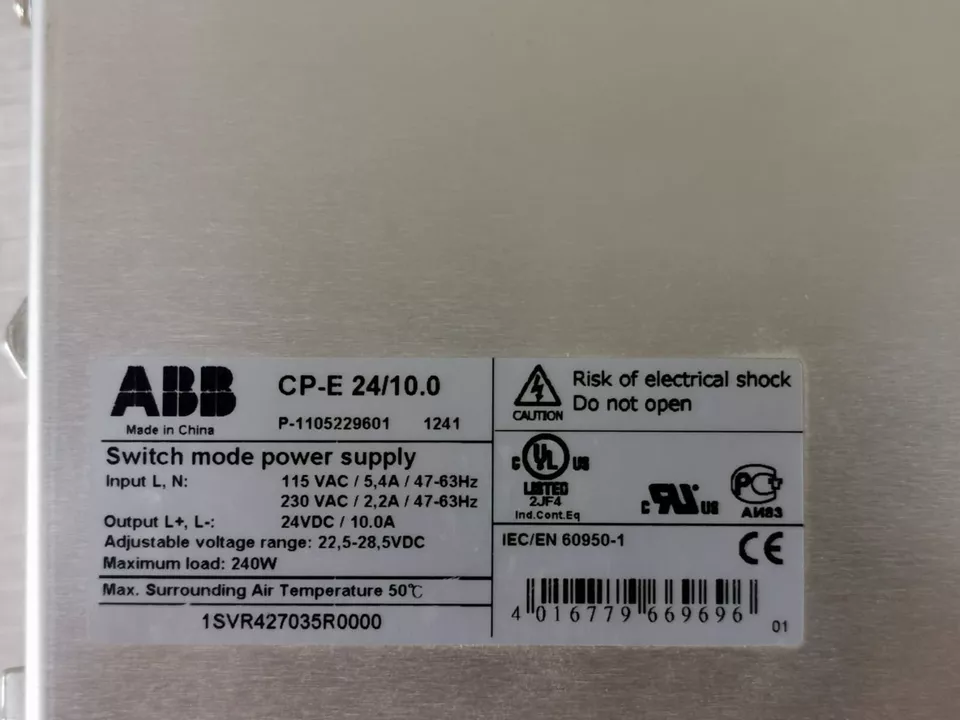 ABB
Made in China
CP-E 24/10.0
P-1105229601 1241
Switch mode power supply
Input L, N: 115 VAC / 5,4A / 47-63Hz
230 VAC / 2,2A / 47-63Hz
Output L+, L-: 24VDC / 10.0A
Adjustable voltage range: 22,5-28,5VDC
Maximum load: 240W
Max. Surrounding Air Temperature 50℃
1SVR427035R0000
CAUTION
Risk of electrical shock
Do not open
C UL US
LISTED
2JF4
Ind.Cont.Eq
c RU us
РСТ
АИ83
IEC/EN 60950-1
CE
4 016779 669696
01